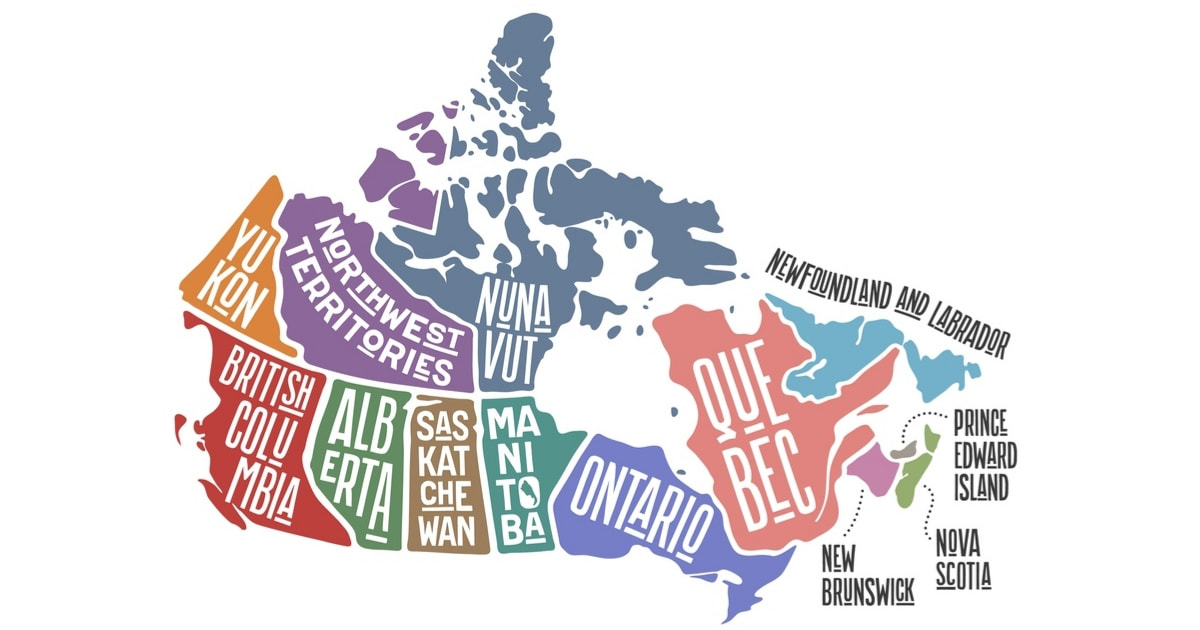 YU
KON
NORTHWEST
TERRITORIES
NUNA
VUT
BRITISH
COLU
MBIA
ALB
ERTA
SAS
KAT
CHE
WAN
MA
NI
TO
BA
ONTARIO
QUE
BEC
NEWFOUNDLAND AND LABRADOR
PRINCE
EDWARD
ISLAND
NOVA
SCOTIA
NEW
BRUNSWICK